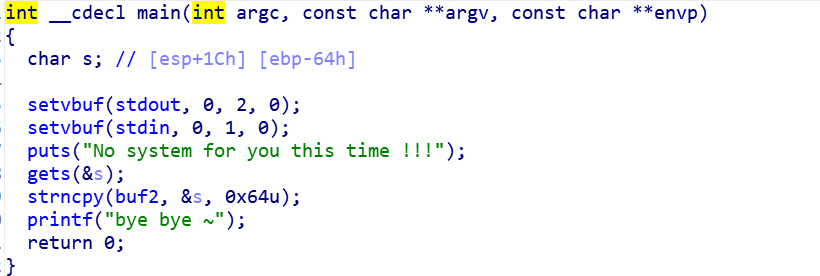 int __cdecl main(int argc, const char **argv, const char **envp)
{
char s; // [esp+1Ch] [ebp-64h]
setvbuf(stdout, 0, 2, 0);
setvbuf(stdin, 0, 1, 0);
puts("No system for you this time !!!");
gets(&s);
strncpy(buf2, &s, 0x64u);
printf("bye bye ~");
return 0;
}